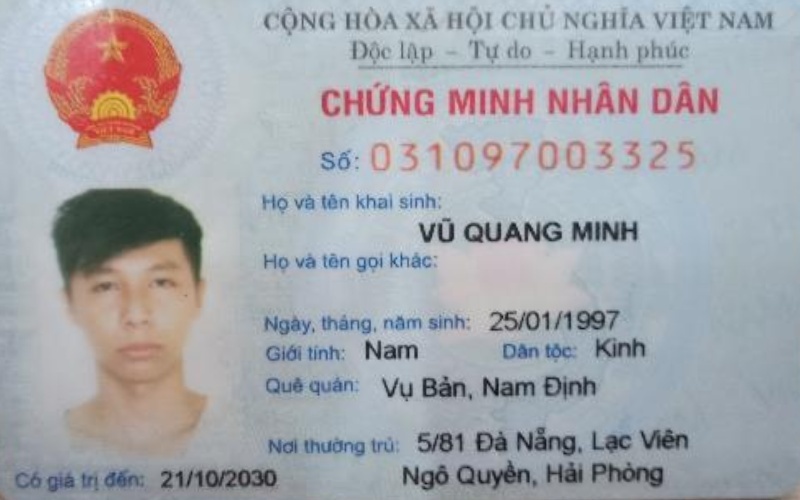 CỘNG HÒA XÃ HỘI CHỦ NGHĨA VIỆT NAM
Độc lập - Tự do - Hạnh phúc
CHỨNG MINH NHÂN DÂN
Số: 031097003325
Họ và tên khai sinh:
VŨ QUANG MINH
Họ và tên gọi khác:
Ngày, tháng, năm sinh: 25/01/1997
Giới tính: Nam Dân tộc: Kinh
Quê quán: Vụ Bản, Nam Định
Nơi thường trú: 5/81 Đà Nẵng, Lạc Viên
Ngô Quyền, Hải Phòng
Có giá trị đến: 21/10/2030